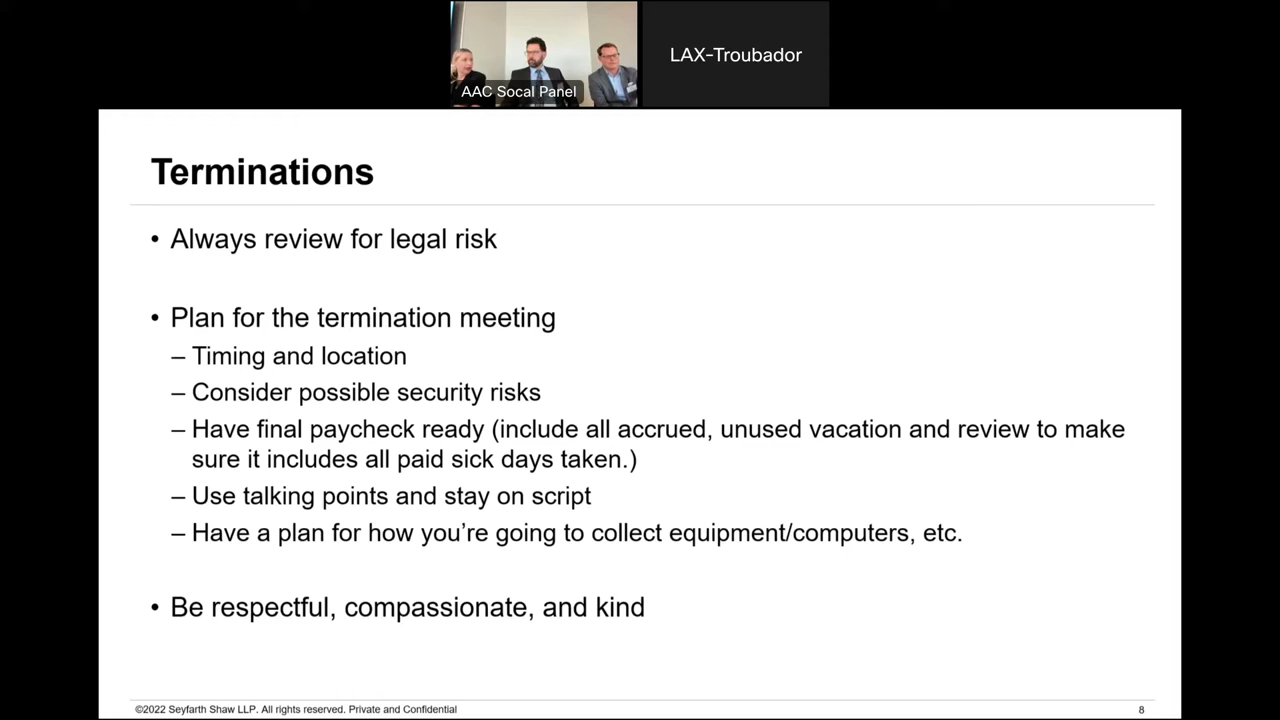 AAC Socal Panel
LAX-Troubador
Terminations
• Always review for legal risk
• Plan for the termination meeting
– Timing and location
– Consider possible security risks
– Have final paycheck ready (include all accrued, unused vacation and review to make
sure it includes all paid sick days taken.)
– Use talking points and stay on script
– Have a plan for how you’re going to collect equipment/computers, etc.
• Be respectful, compassionate, and kind
©2022 Seyfarth Shaw LLP. All rights reserved. Private and Confidential
8